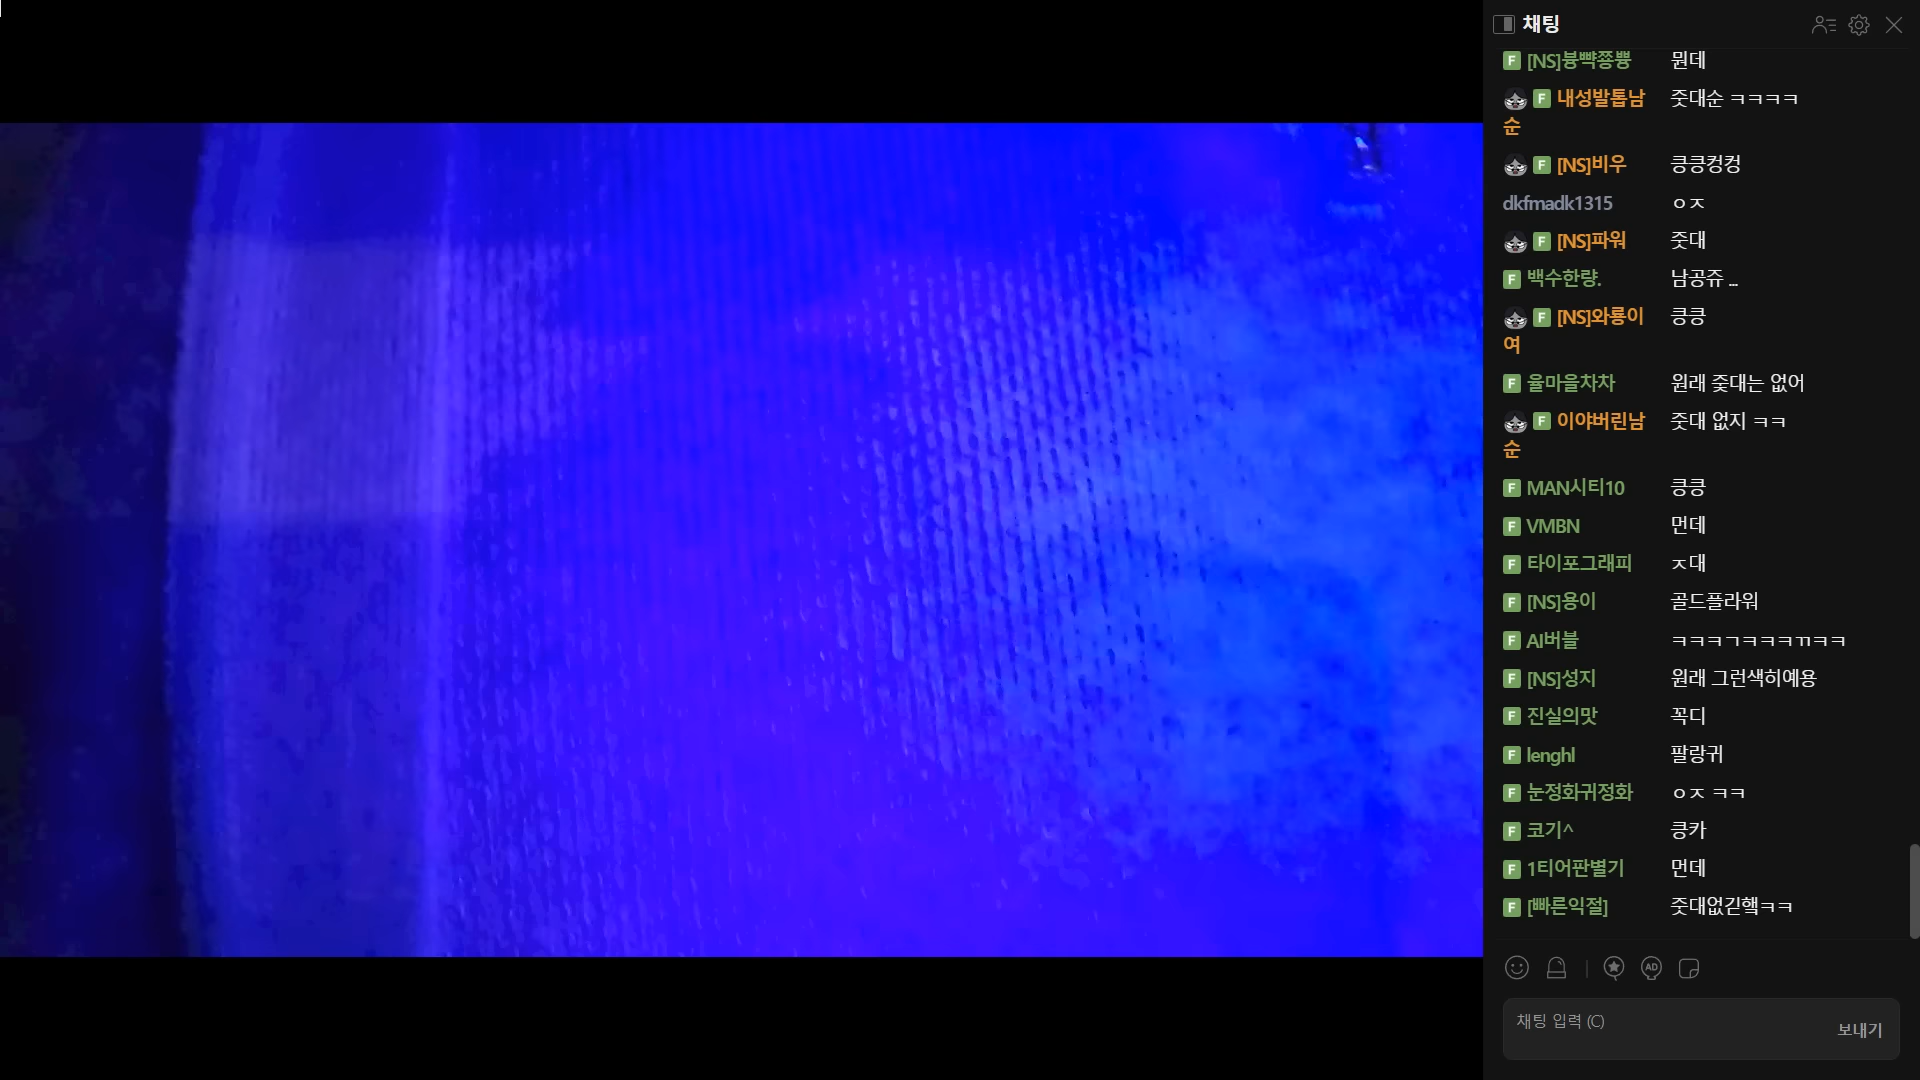 채팅
F [NS]뷩뺙쯍쁑 뭔데
F 내성발톱남순 줏대순 ㅋㅋㅋㅋ
F [NS]비우 킁킁컹컹
dkfmadk1315 ㅇㅈ
F [NS]파워 줏대
F 백수한량. 남공쥬 ...
F [NS]와룡이여 킁킁
F 율마을차차 원래 줒대는 없어
F 이야버린남순 줏대 없지 ㅋㅋ
F MAN시티10 킁킁
F VMBN 먼데
F 타이포그래피 ㅈ대
F [NS]용이 골드플라워
F AI버블 ㅋㅋㅋㄱㅋㅋㅋㄲㅋㅋ
F [NS]성지 원래 그런색히예용
F 진실의맛 꼭디
F lenghl 팔랑귀
F 눈정화귀정화 ㅇㅈ ㅋㅋ
F 코기^ 킁카
F 1티어판별기 먼데
F [빠른익절] 줏대없긷핵ㅋㅋ
AD
채팅 입력 (C)
보내기